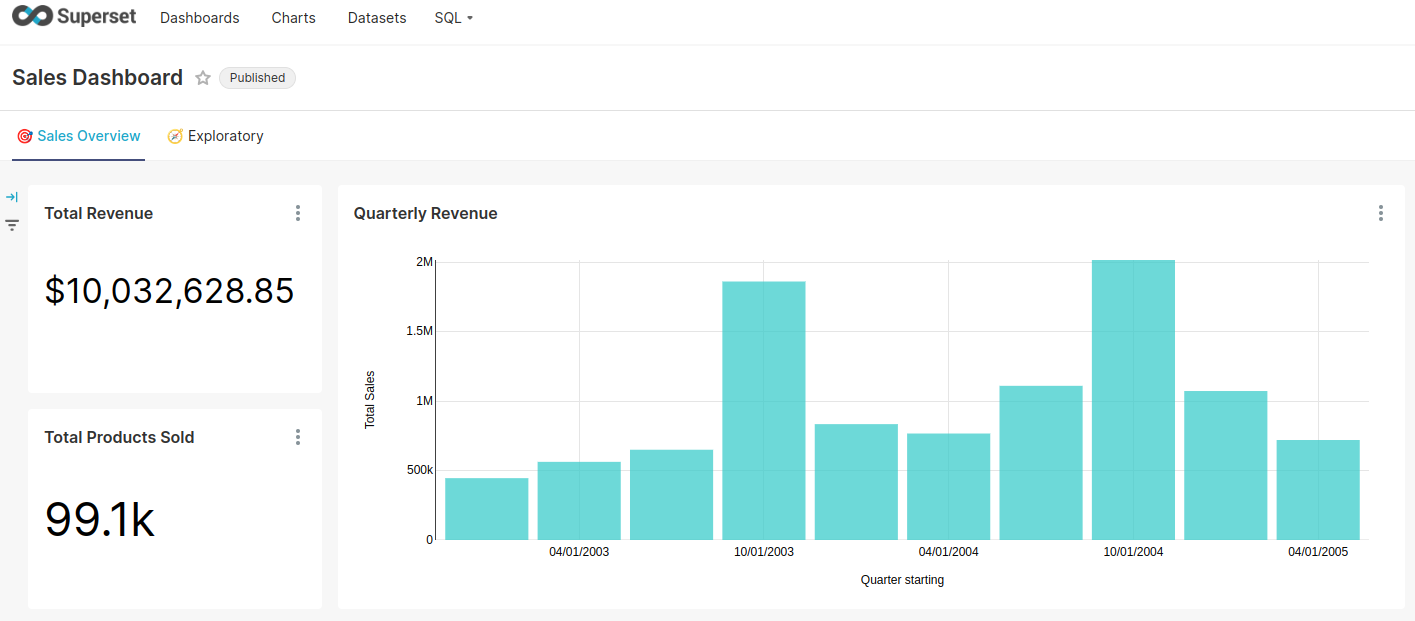 Superset Dashboards Charts Datasets SQL
Sales Dashboard Published
Sales Overview Exploratory
Total Revenue
$10,032,628.85
Total Products Sold
99.1k
Quarterly Revenue
2M
1.5M
1M
500k
0
Total Sales
04/01/2003 10/01/2003 04/01/2004 10/01/2004 04/01/2005
Quarter starting